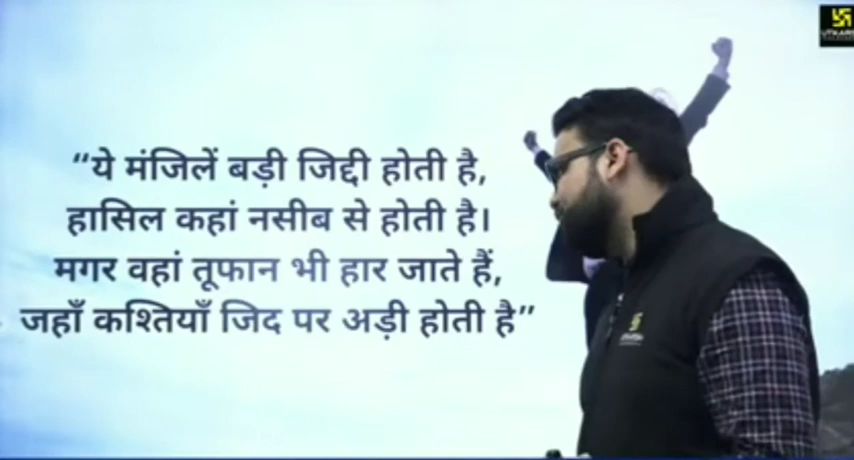 “ये मंजिलें बड़ी जिद्दी होती है,
हासिल कहां नसीब से होती है।
मगर वहां तूफान भी हार जाते हैं,
जहाँ कश्तियाँ जिद पर अड़ी होती है”